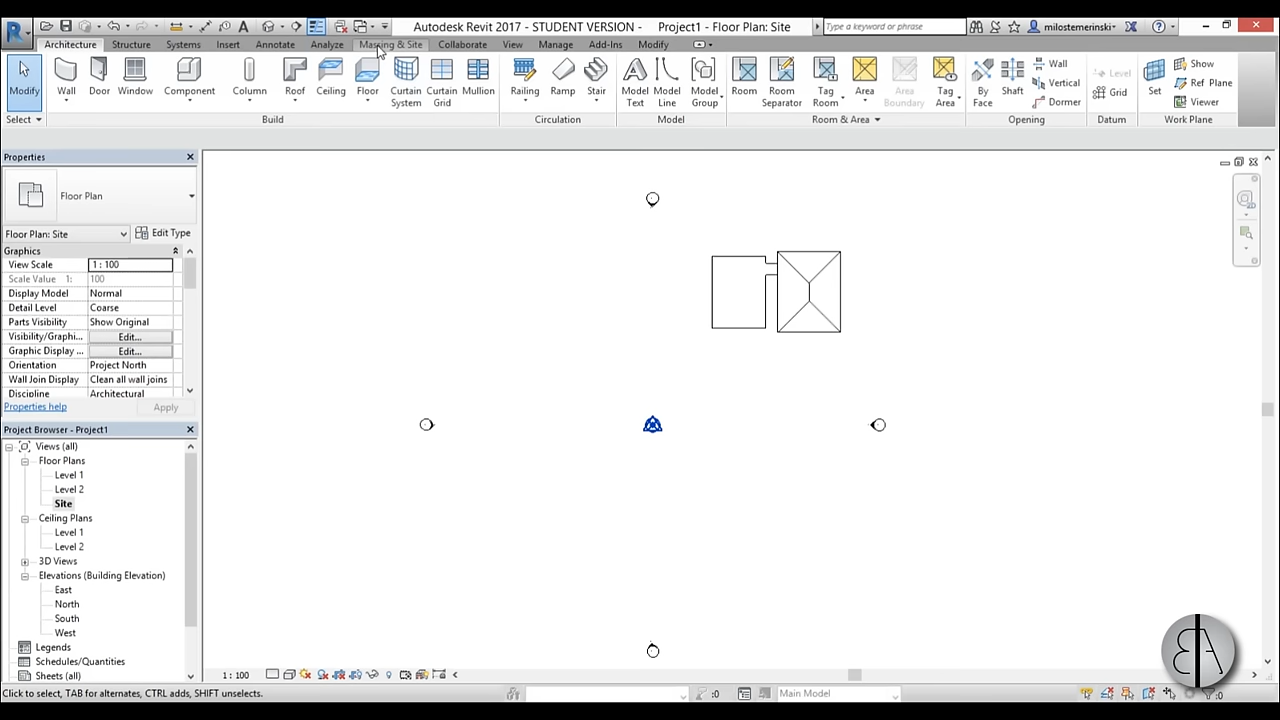 Autodesk Revit 2017 - STUDENT VERSION - Project1 - Floor Plan: Site
Type a keyword or phrase
milostemerinski
Architecture Structure Systems Insert Annotate Analyze Massing & Site Collaborate View Manage Add-Ins Modify
Modify Wall Door Window Component Column Roof Ceiling Floor Curtain System Curtain Grid Mullion Railing Ramp Stair Model Text Model Line Model Group Room Room Separator Tag Room Area Area Boundary Tag Area By Face Shaft Wall Vertical Dormer Level Grid Set Show Ref Plane Viewer
Select Build Circulation Model Room & Area Opening Datum Work Plane
Properties
Floor Plan
Floor Plan: Site Edit Type
Graphics
View Scale 1 : 100
Scale Value 1: 100
Display Model Normal
Detail Level Coarse
Parts Visibility Show Original
Visibility/Graphi... Edit...
Graphic Display ... Edit...
Orientation Project North
Wall Join Display Clean all wall joins
Discipline Architectural
Properties help Apply
Project Browser - Project1
Views (all)
Floor Plans
Level 1
Level 2
Site
Ceiling Plans
Level 1
Level 2
3D Views
Elevations (Building Elevation)
East
North
South
West
Legends
Schedules/Quantities
Sheets (all)
1 : 100
Click to select, TAB for alternates, CTRL adds, SHIFT unselects.
:0
Main Model
:0